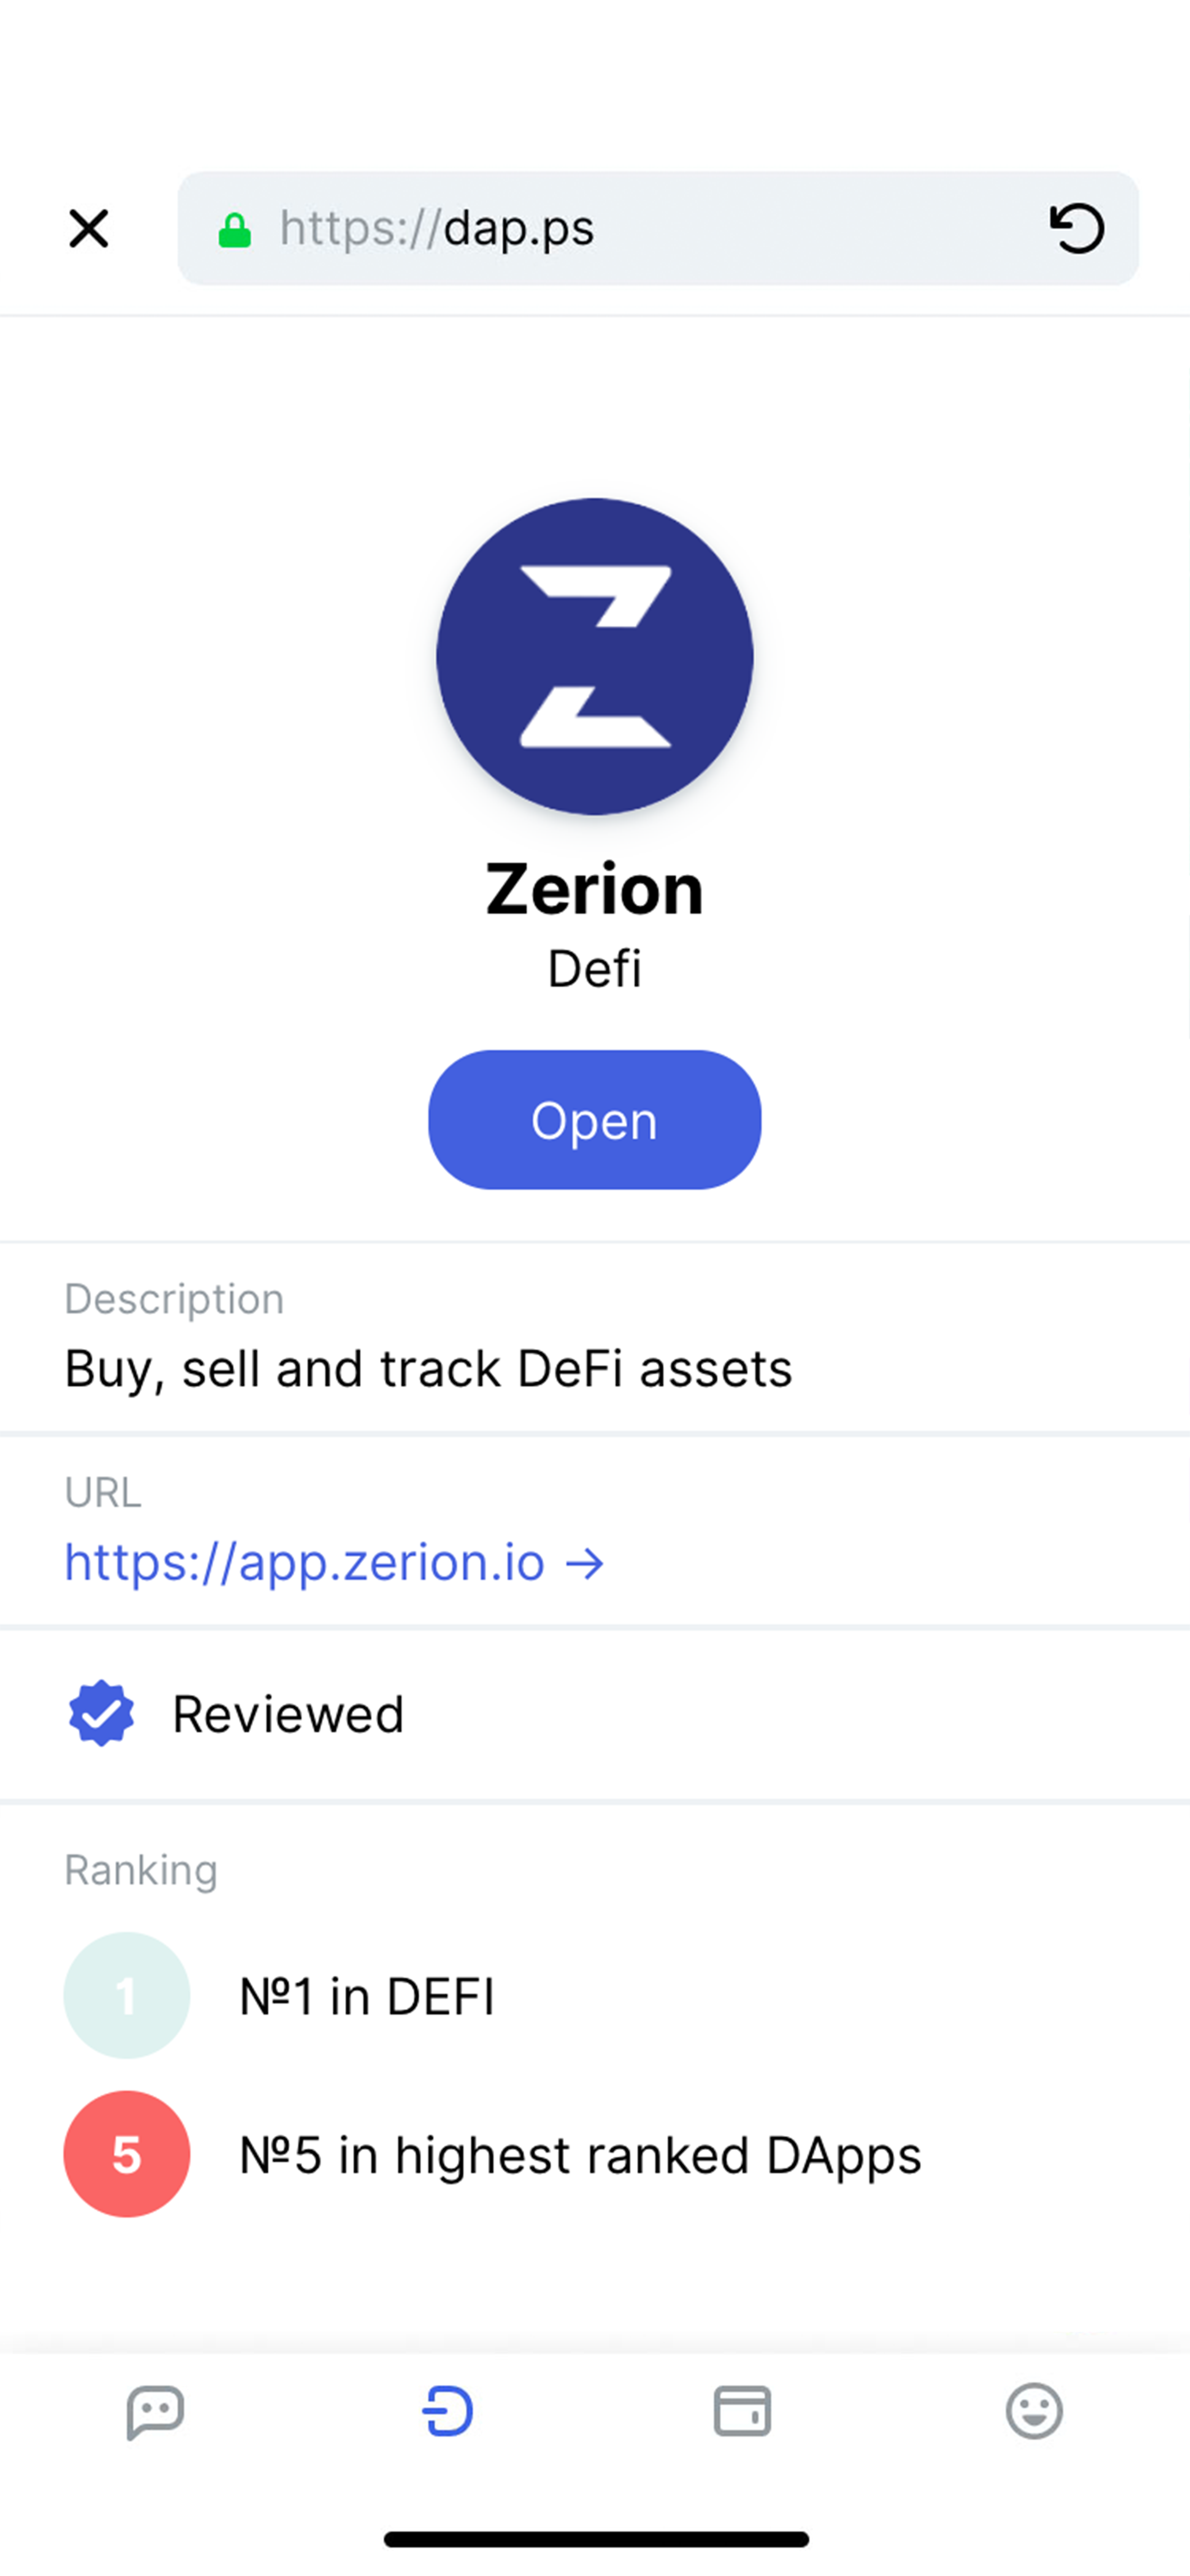 https://dap.ps
Zerion
Defi
Open
Description
Buy, sell and track DeFi assets
URL
https://app.zerion.io →
Reviewed
Ranking
1 №1 in DEFI
5 №5 in highest ranked DApps